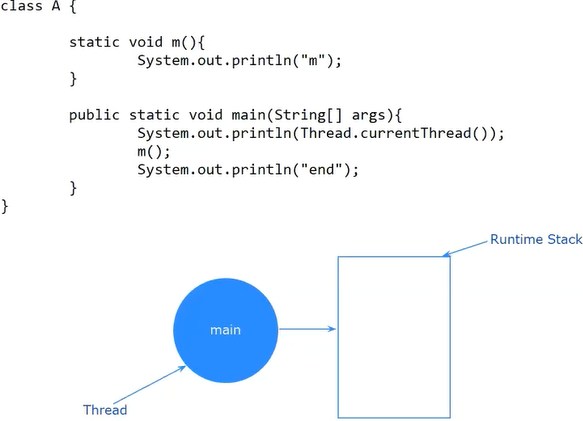 class A {
static void m(){
System.out.println("m");
}
public static void main(String[] args){
System.out.println(Thread.currentThread());
m();
System.out.println("end");
}
}
Runtime Stack
main
Thread